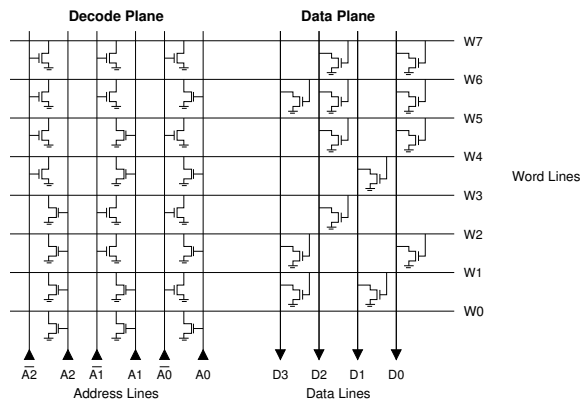 Decode Plane Data Plane
W7
W6
W5
W4
Word Lines
W3
W2
W1
W0
A̅2̅ A2 A̅1̅ A1 A̅0̅ A0 D3 D2 D1 D0
Address Lines Data Lines